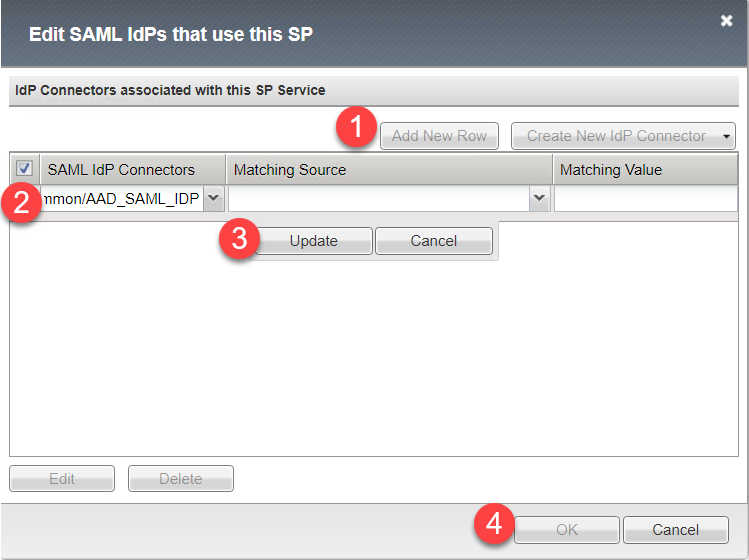 Edit SAML IdPs that use this SP
IdP Connectors associated with this SP Service
1 Add New Row Create New IdP Connector
SAML IdP Connectors Matching Source Matching Value
2 mmon/AAD_SAML_IDP
3 Update Cancel
Edit Delete
4 OK Cancel